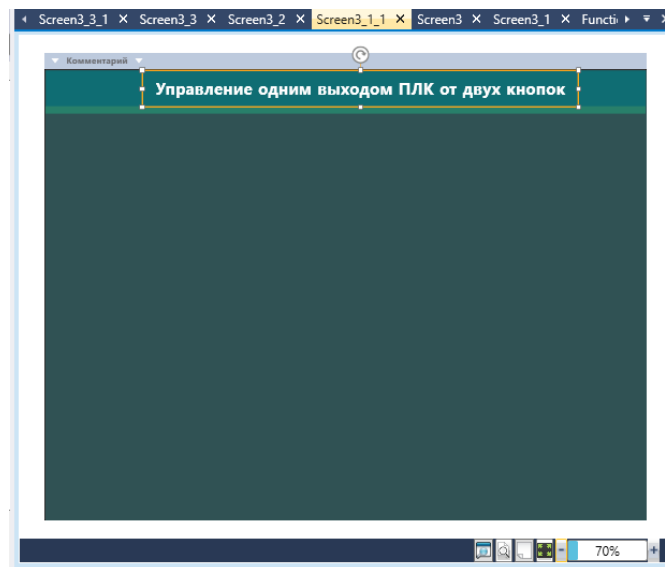 Screen3_3_1 Screen3_3 Screen3_2 Screen3_1_1 Screen3 Screen3_1 Functi
Комментарий
Управление одним выходом ПЛК от двух кнопок
70%